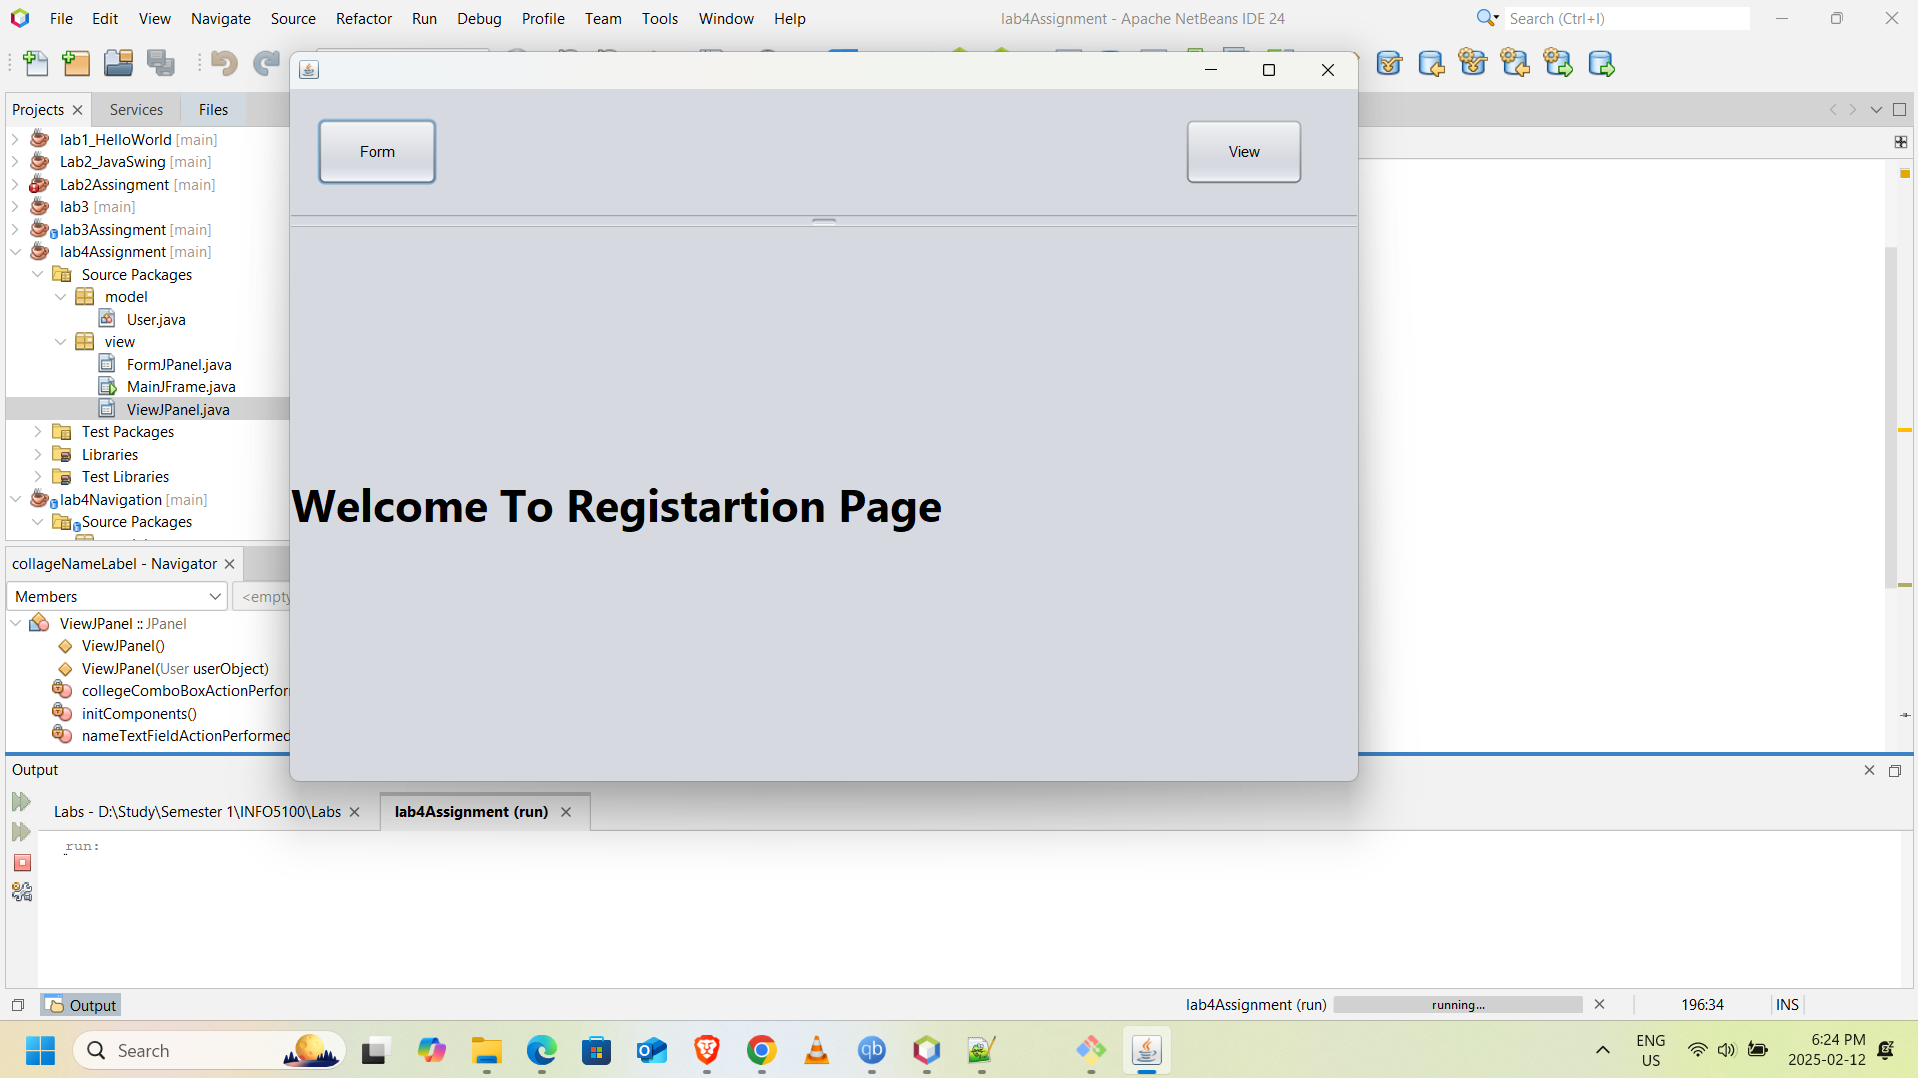 File Edit View Navigate Source Refactor Run Debug Profile Team Tools Window Help
lab4Assignment - Apache NetBeans IDE 24
Search (Ctrl+I)
Projects
Services
Files
lab1_HelloWorld [main]
Lab2_JavaSwing [main]
Lab2Assingment [main]
lab3 [main]
lab3Assingment [main]
lab4Assignment [main]
Source Packages
model
User.java
view
FormJPanel.java
MainJFrame.java
ViewJPanel.java
Test Packages
Libraries
Test Libraries
lab4Navigation [main]
Source Packages
Form
View
Welcome To Registartion Page
collageNameLabel - Navigator
Members
<empty
ViewJPanel :: JPanel
ViewJPanel()
ViewJPanel(User userObject)
collegeComboBoxActionPerfor
initComponents()
nameTextFieldActionPerformed
Output
Labs - D:\Study\Semester 1\INFO5100\Labs
lab4Assignment (run)
run:
Output
lab4Assignment (run)
running...
196:34
INS
Search
qb
ENG
US
6:24 PM
2025-02-12